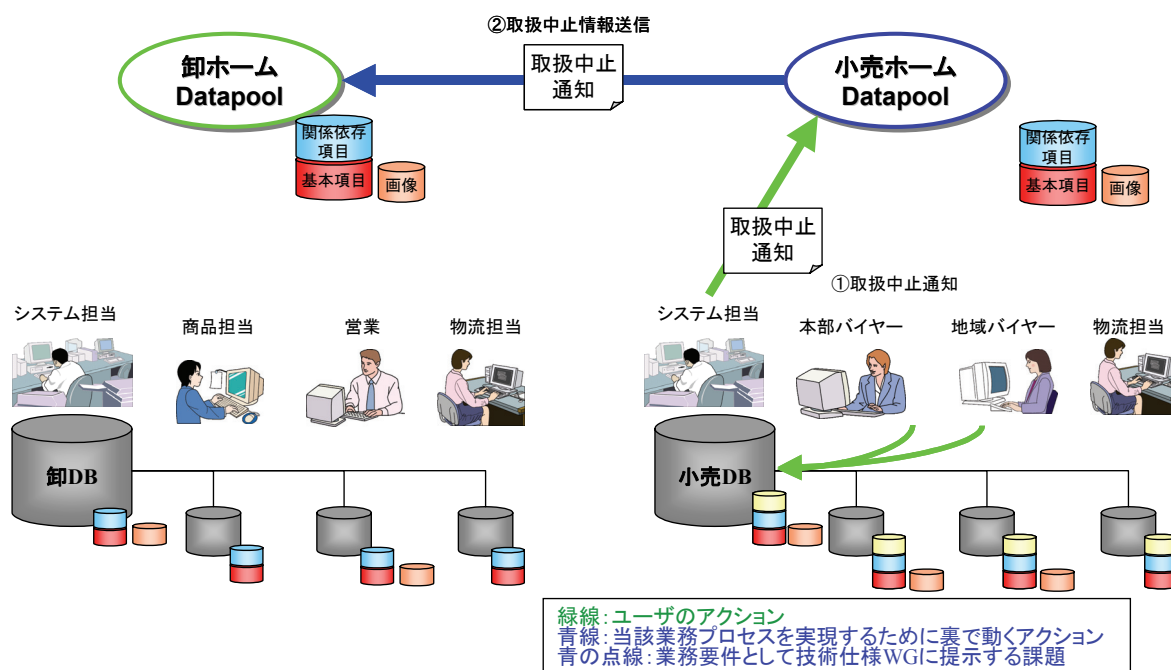 ②取扱中止情報送信
卸ホーム
Datapool
取扱中止
通知
小売ホーム
Datapool
関係依存
項目
基本項目
画像
関係依存
項目
基本項目
画像
取扱中止
通知
①取扱中止通知
システム担当
商品担当
営業
物流担当
システム担当
本部バイヤー
地域バイヤー
物流担当
卸DB
小売DB
緑線：ユーザのアクション
青線：当該業務プロセスを実現するために裏で動くアクション
青の点線：業務要件として技術仕様WGに提示する課題